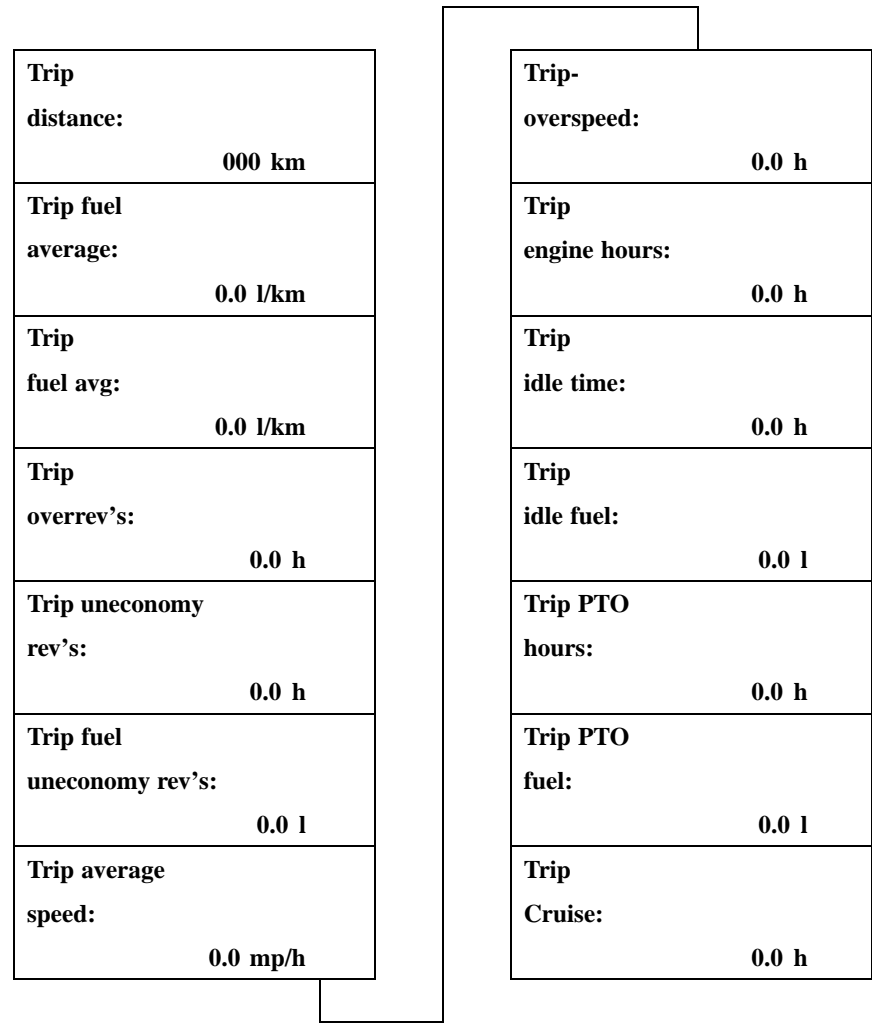 Trip
distance:
000 km
Trip fuel
average:
0.0 l/km
Trip
fuel avg:
0.0 l/km
Trip
overrev’s:
0.0 h
Trip uneconomy
rev’s:
0.0 h
Trip fuel
uneconomy rev’s:
0.0 l
Trip average
speed:
0.0 mp/h
Trip-
overspeed:
0.0 h
Trip
engine hours:
0.0 h
Trip
idle time:
0.0 h
Trip
idle fuel:
0.0 l
Trip PTO
hours:
0.0 h
Trip PTO
fuel:
0.0 l
Trip
Cruise:
0.0 h